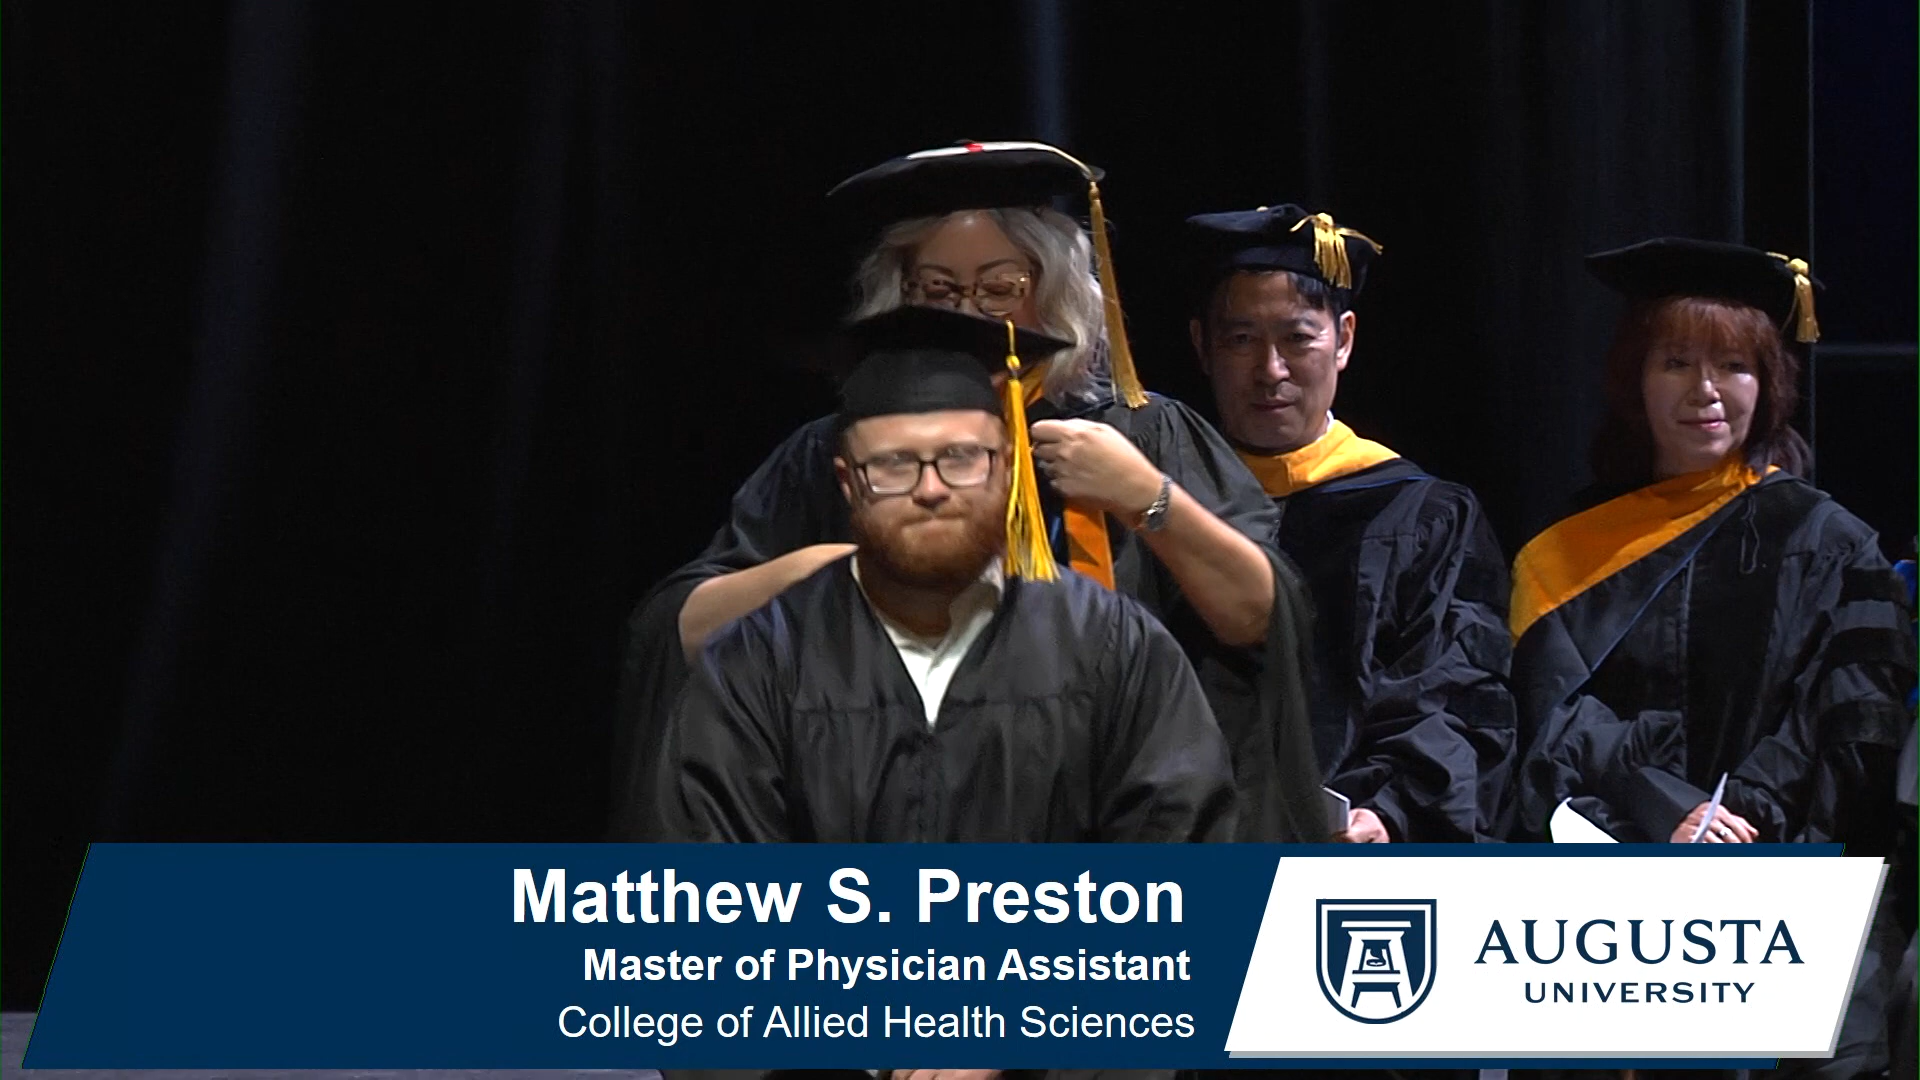 Matthew S. Preston
Master of Physician Assistant
College of Allied Health Sciences
AUGUSTA
UNIVERSITY